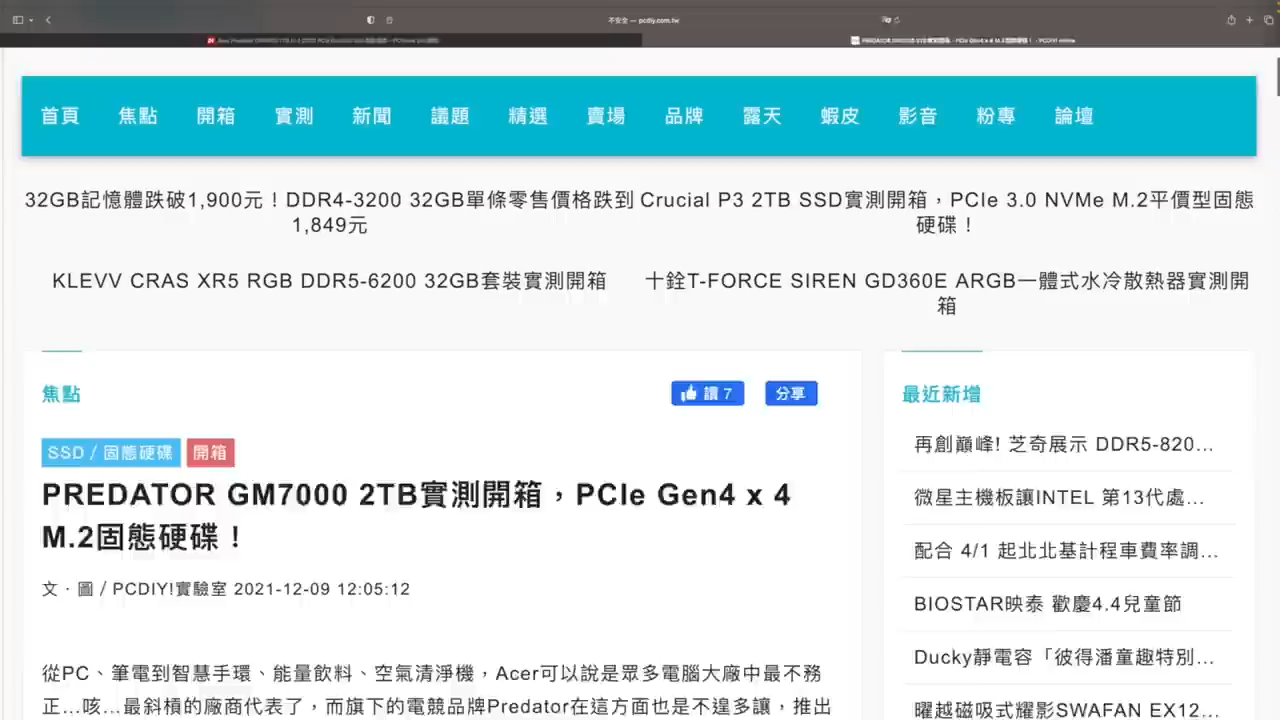 不安全 — pcdiy.com.tw
首頁 焦點 開箱 實測 新聞 議題 精選 賣場 品牌 露天 蝦皮 影音 粉專 論壇
32GB記憶體跌破1,900元！DDR4-3200 32GB單條零售價格跌到
1,849元
Crucial P3 2TB SSD實測開箱，PCIe 3.0 NVMe M.2平價型固態
硬碟！
KLEVV CRAS XR5 RGB DDR5-6200 32GB套裝實測開箱
十銓T-FORCE SIREN GD360E ARGB一體式水冷散熱器實測開
箱
焦點
讚 7
分享
SSD / 固態硬碟 開箱
PREDATOR GM7000 2TB實測開箱，PCIe Gen4 x 4
M.2固態硬碟！
文．圖 / PCDIY!實驗室 2021-12-09 12:05:12
從PC、筆電到智慧手環、能量飲料、空氣清淨機，Acer可以說是眾多電腦大廠中最不務
正...咳...最斜槓的廠商代表了，而旗下的電競品牌Predator在這方面也是不遑多讓，推出
最近新增
再創巔峰! 芝奇展示 DDR5-820...
微星主機板讓INTEL 第13代處...
配合 4/1 起北北基計程車費率調...
BIOSTAR映泰 歡慶4.4兒童節
Ducky靜電容「彼得潘童趣特別...
曜越磁吸式耀影SWAFAN EX12...